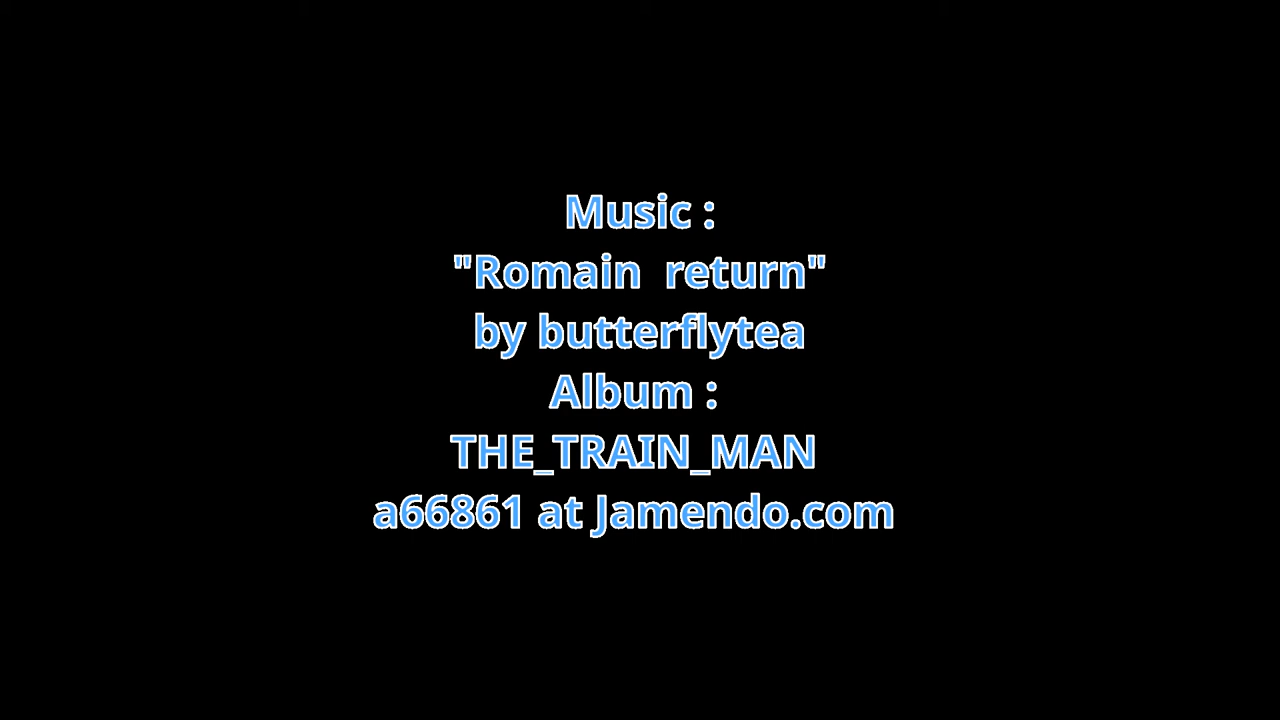 Music :
"Romain  return"
by butterflytea
Album :
THE_TRAIN_MAN
a66861 at Jamendo.com